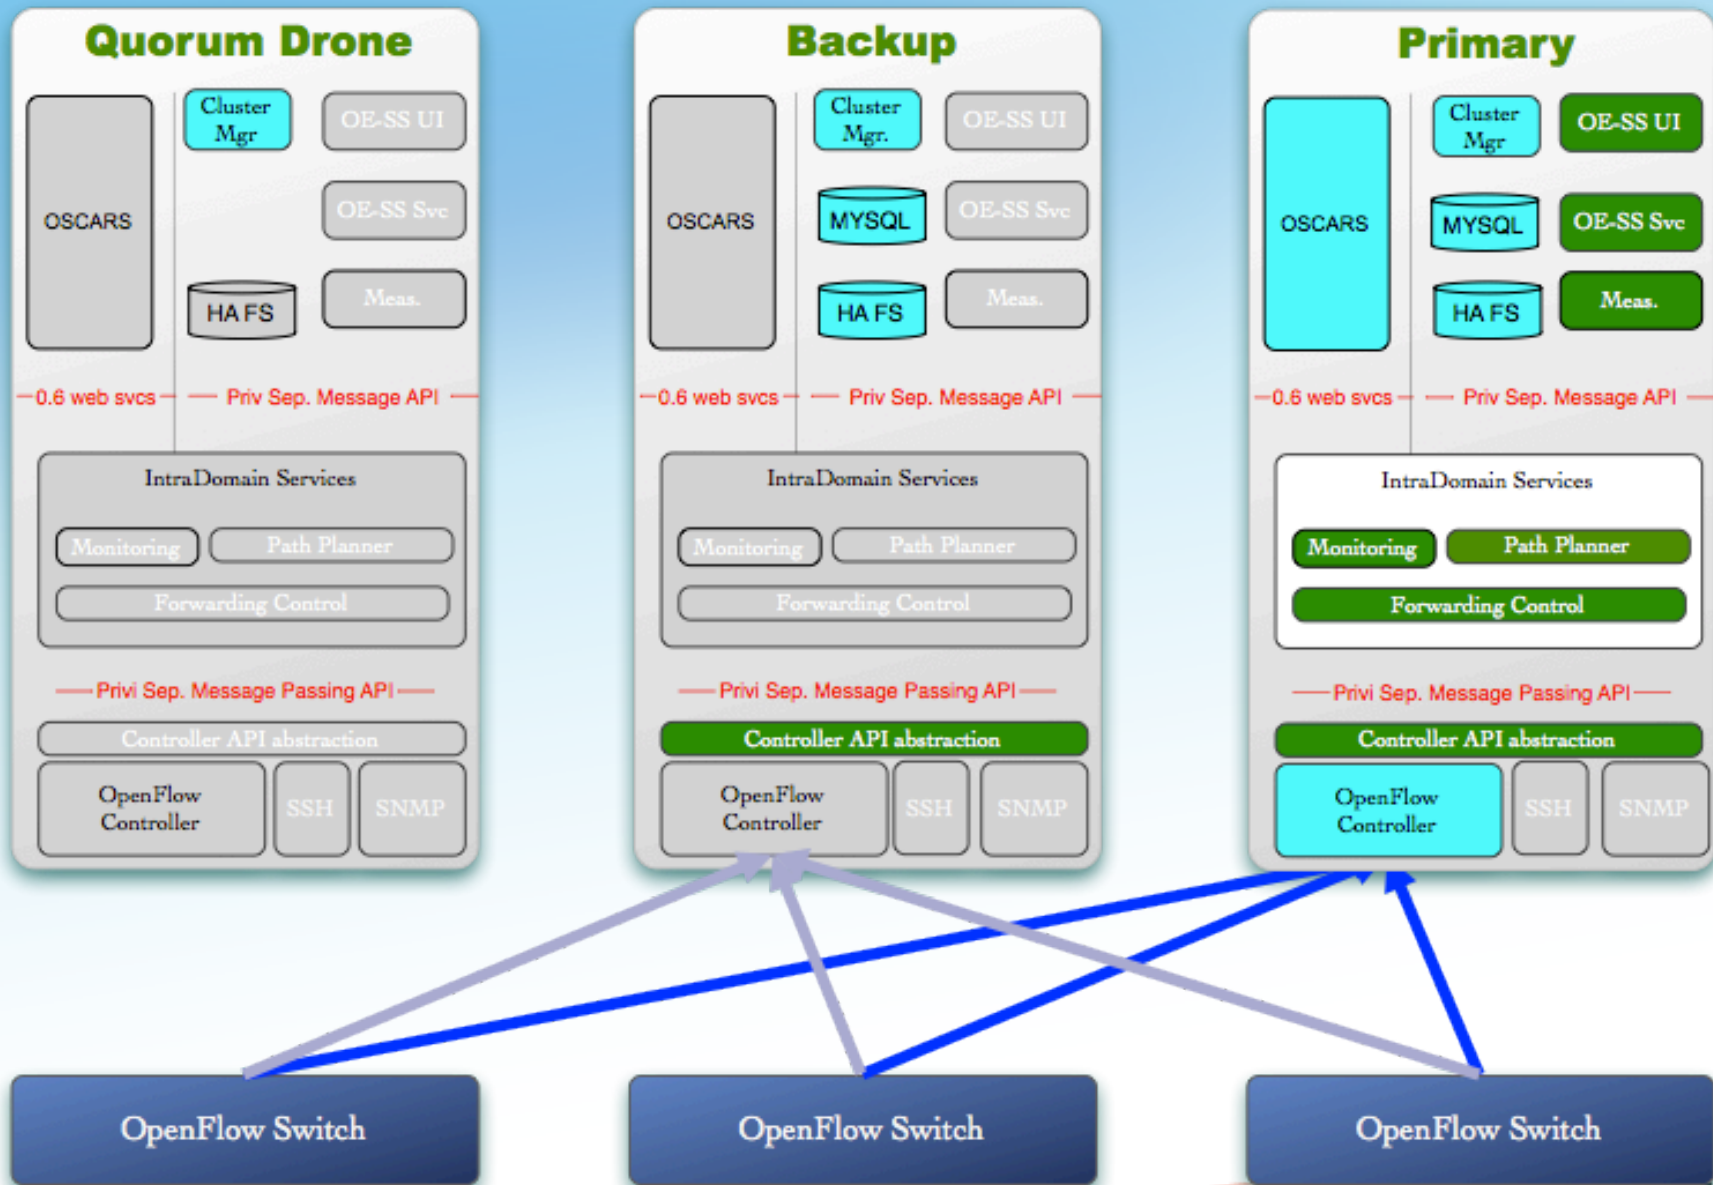 Quorum Drone
Cluster
Mgr
OE-SS UI
OSCARS
OE-SS Svc
HA FS
Meas.
0.6 web svcs
Priv Sep. Message API
IntraDomain Services
Monitoring
Path Planner
Forwarding Control
Privi Sep. Message Passing API
Controller API abstraction
OpenFlow
Controller
SSH
SNMP
Backup
Cluster
Mgr.
OE-SS UI
OSCARS
MYSQL
OE-SS Svc
HA FS
Meas.
0.6 web svcs
Priv Sep. Message API
IntraDomain Services
Monitoring
Path Planner
Forwarding Control
Privi Sep. Message Passing API
Controller API abstraction
OpenFlow
Controller
SSH
SNMP
Primary
Cluster
Mgr
OE-SS UI
OSCARS
MYSQL
OE-SS Svc
HA FS
Meas.
0.6 web svcs
Priv Sep. Message API
IntraDomain Services
Monitoring
Path Planner
Forwarding Control
Privi Sep. Message Passing API
Controller API abstraction
OpenFlow
Controller
SSH
SNMP
OpenFlow Switch
OpenFlow Switch
OpenFlow Switch